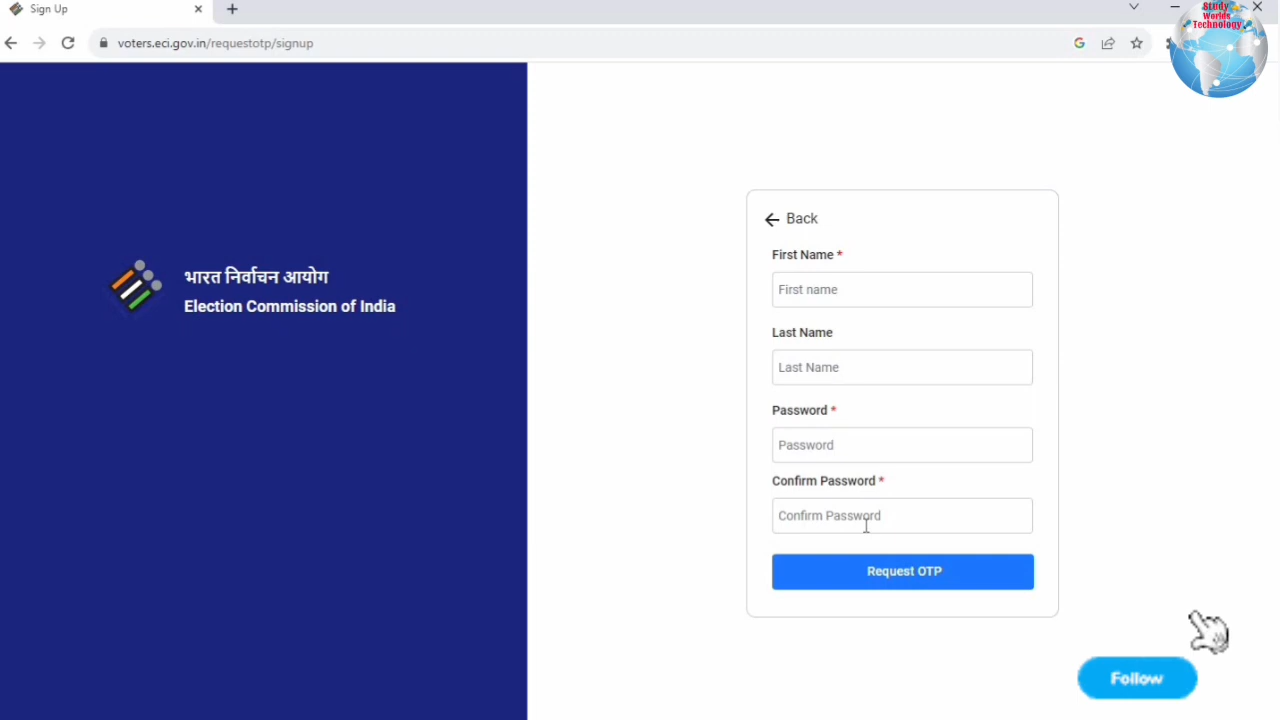 Sign Up
voters.eci.gov.in/requestotp/signup
Study
Worlds
Technology
भारत निर्वाचन आयोग
Election Commission of India
Back
First Name *
First name
Last Name
Last Name
Password *
Password
Confirm Password *
Confirm Password
Request OTP
Follow